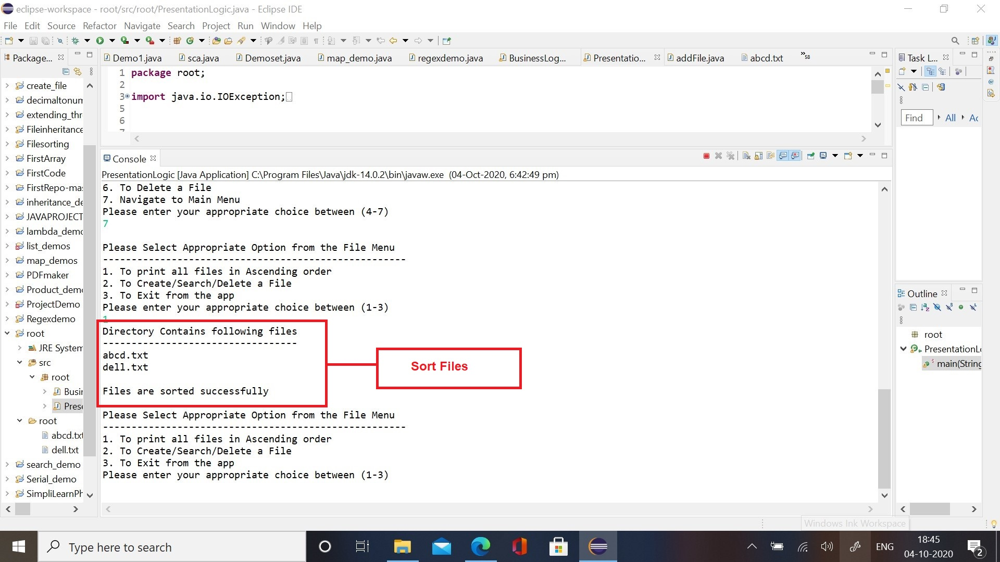 eclipse-workspace - root/src/root/PresentationLogic.java - Eclipse IDE
File Edit Source Refactor Navigate Search Project Run Window Help
Package...
Demo1.java sca.java Demoset.java map_demo.java regexdemo.java BusinessLog... Presentatio... addFile.java abcd.txt »58
Task L...
create_file
decimaltonum
extending_thr
Fileinheritance
Filesorting
FirstArray
FirstCode
FirstRepo-mas
inheritance_de
JAVAPROJECT
lambda_demo
list_demos
map_demos
PDFmaker
Product_demo
ProjectDemo
Regexdemo
root
JRE System
src
root
Busin
Prese
root
abcd.txt
dell.txt
search_demo
Serial_demo
SimpliLearnPh
1 package root;
2
3 import java.io.IOException;
5
6
7
Console
PresentationLogic [Java Application] C:\Program Files\Java\jdk-14.0.2\bin\javaw.exe (04-Oct-2020, 6:42:49 pm)
6. To Delete a File
7. Navigate to Main Menu
Please enter your appropriate choice between (4-7)
7
Please Select Appropriate Option from the File Menu
-----------------------------------------------------
1. To print all files in Ascending order
2. To Create/Search/Delete a File
3. To Exit from the app
Please enter your appropriate choice between (1-3)
1
Directory Contains following files
----------------------------------
abcd.txt
dell.txt
Files are sorted successfully
Sort Files
Please Select Appropriate Option from the File Menu
-----------------------------------------------------
1. To print all files in Ascending order
2. To Create/Search/Delete a File
3. To Exit from the app
Please enter your appropriate choice between (1-3)
Find All Ac
Outline
root
PresentationLo
main(String
Windows Ink Workspace
Type here to search
ENG
18:45
04-10-2020
2